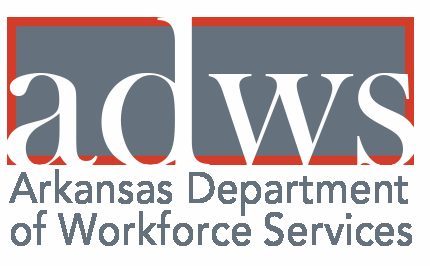 adws
Arkansas Department
of Workforce Services